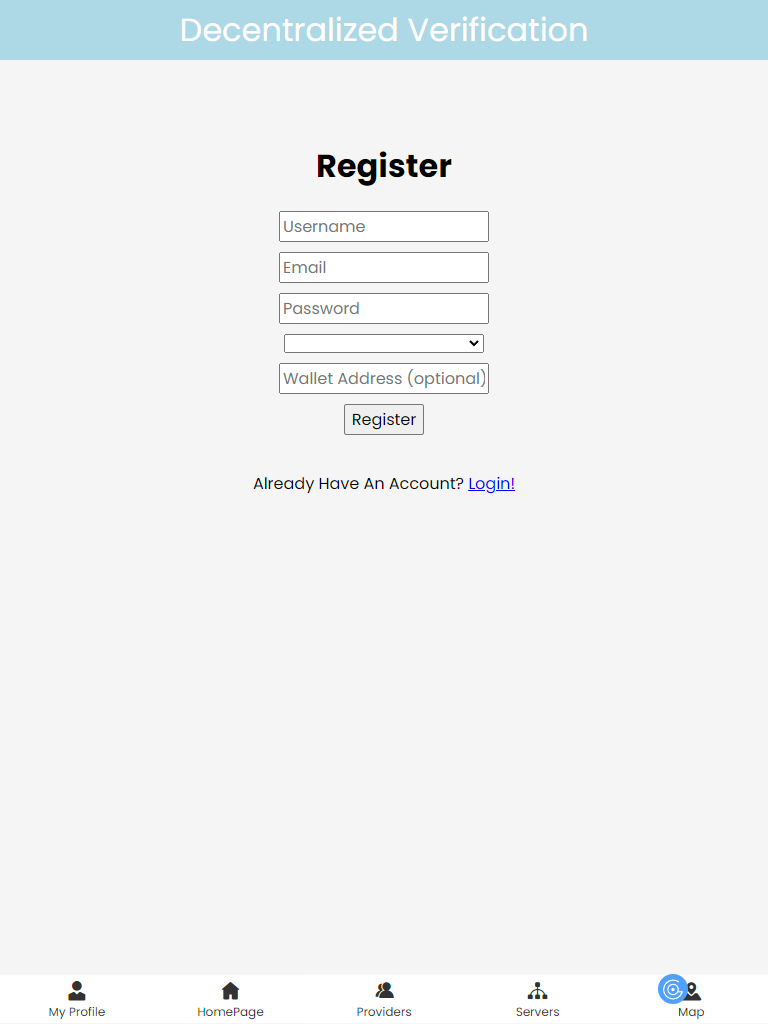 Decentralized Verification
Register
Username
Email
Password
Wallet Address (optional)
Register
Already Have An Account? Login!
My Profile
HomePage
Providers
Servers
Map